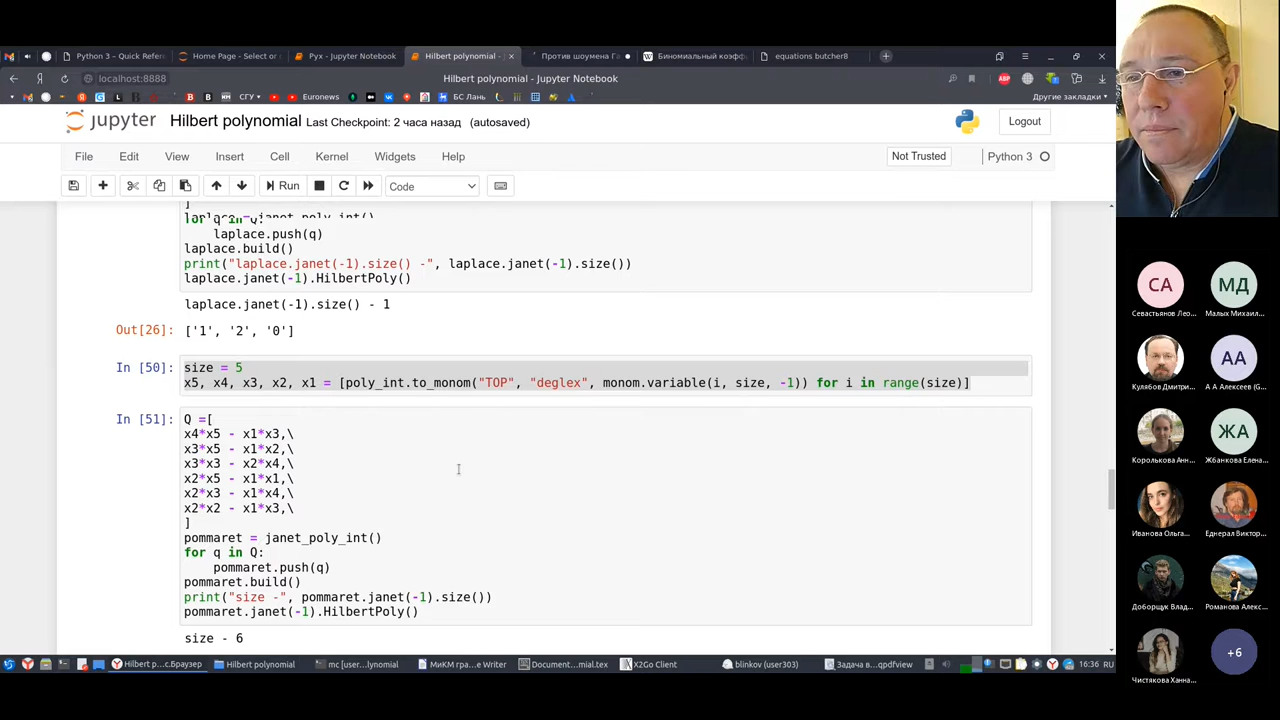 Python 3 – Quick Refere
Home Page - Select or
Pyx - Jupyter Notebook
Hilbert polynomial -
Против шоумена Га
Биномиальный коэфф
equations butcher8
localhost:8888
Hilbert polynomial - Jupyter Notebook
СГУ
Euronews
БС Лань
Другие закладки
jupyter
Hilbert polynomial Last Checkpoint: 2 часа назад (autosaved)
Logout
File Edit View Insert Cell Kernel Widgets Help
Not Trusted
Python 3
Run
Code
]
for q in Q:
laplace.push(q)
laplace.build()
print("laplace.janet(-1).size() -", laplace.janet(-1).size())
laplace.janet(-1).HilbertPoly()
laplace.janet(-1).size() - 1
Out[26]: ['1', '2', '0']
In [50]: size = 5
x5, x4, x3, x2, x1 = [poly_int.to_monom("TOP", "deglex", monom.variable(i, size, -1)) for i in range(size)]
In [51]: Q =[
x4*x5 - x1*x3,\
x3*x5 - x1*x2,\
x3*x3 - x2*x4,\
x2*x5 - x1*x1,\
x2*x3 - x1*x4,\
x2*x2 - x1*x3,\
]
pommaret = janet_poly_int()
for q in Q:
pommaret.push(q)
pommaret.build()
print("size -", pommaret.janet(-1).size())
pommaret.janet(-1).HilbertPoly()
size - 6
Hilbert p...с.Браузер
Hilbert polynomial
mc [user...lynomial
МиКМ гра...e Writer
Document...mial.tex
X2Go Client
blinkov (user303)
Задача в...qpdfview
16:36 RU
СА
МД
Севастьянов Лео...
Малых Михаил...
АА
Кулябов Дмитри...
А А Алексеев (G...
ЖА
Королькова Анн...
Жбанкова Елена...
Иванова Ольга...
Еднерал Виктор...
Доборщук Влад...
Романова Алекс...
+6
Чистякова Ханна...